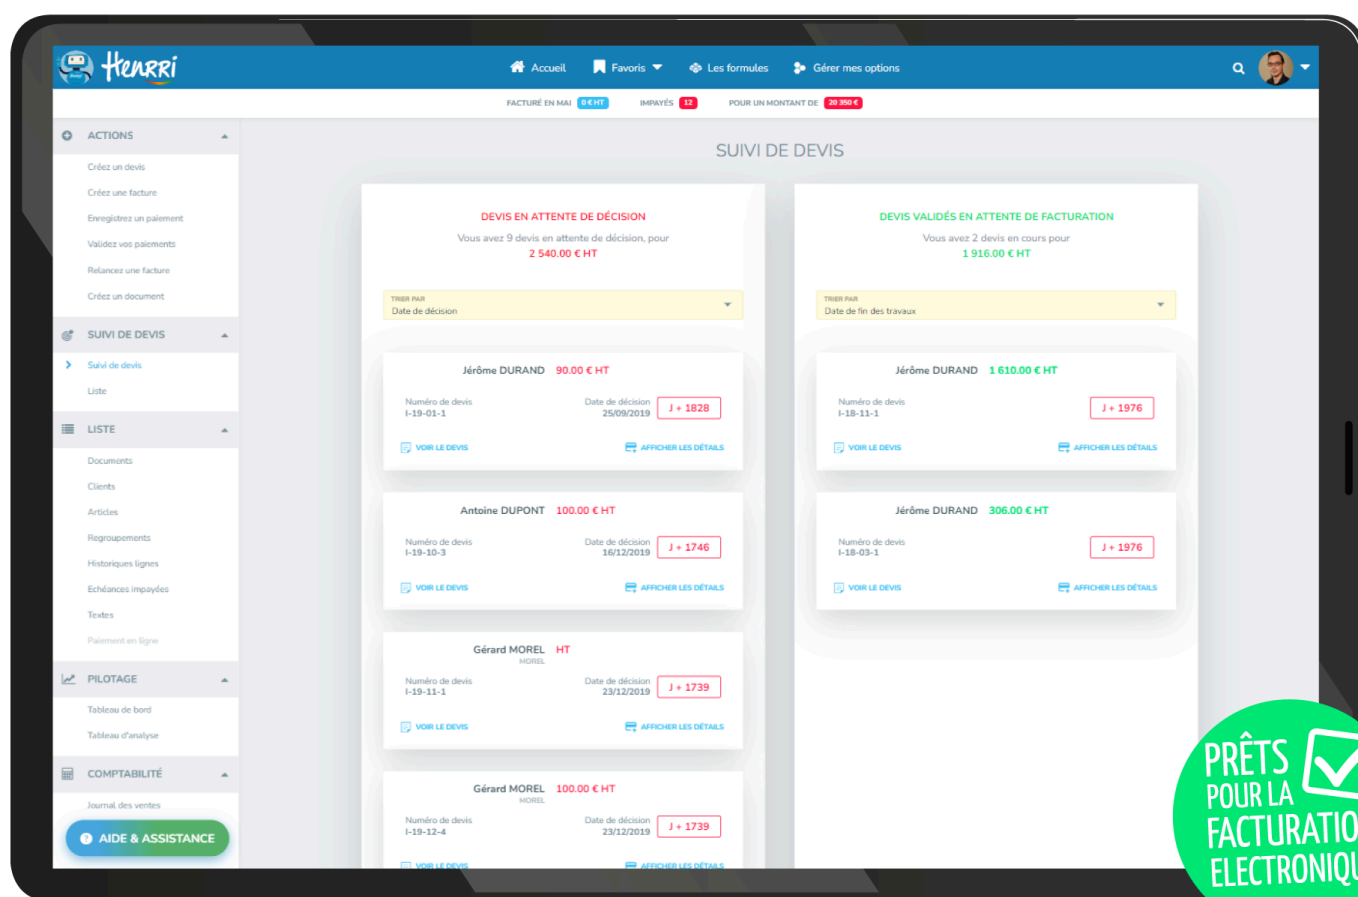 Henrri
Accueil
Favoris
Les formules
Gérer mes options
FACTURÉ EN MAI 0 € HT IMPAYÉS 12 POUR UN MONTANT DE 20 350 €
ACTIONS
Créez un devis
Créez une facture
Enregistrez un paiement
Validez vos paiements
Relancez une facture
Créez un document
SUIVI DE DEVIS
Suivi de devis
Liste
LISTE
Documents
Clients
Articles
Regroupements
Historiques lignes
Echéances impayées
Textes
Paiement en ligne
PILOTAGE
Tableau de bord
Tableau d'analyse
COMPTABILITÉ
Journal des ventes
AIDE & ASSISTANCE
SUIVI DE DEVIS
DEVIS EN ATTENTE DE DÉCISION
Vous avez 9 devis en attente de décision, pour
2 540.00 € HT
TRIER PAR
Date de décision
Jérôme DURAND 90.00 € HT
Numéro de devis Date de décision
I-19-01-1 25/09/2019 J + 1828
VOIR LE DEVIS AFFICHER LES DÉTAILS
Antoine DUPONT 100.00 € HT
Numéro de devis Date de décision
I-19-10-3 16/12/2019 J + 1746
VOIR LE DEVIS AFFICHER LES DÉTAILS
Gérard MOREL HT
MOREL
Numéro de devis Date de décision
I-19-11-1 23/12/2019 J + 1739
VOIR LE DEVIS AFFICHER LES DÉTAILS
Gérard MOREL 100.00 € HT
MOREL
Numéro de devis Date de décision
I-19-12-4 23/12/2019 J + 1739
VOIR LE DEVIS AFFICHER LES DÉTAILS
DEVIS VALIDÉS EN ATTENTE DE FACTURATION
Vous avez 2 devis en cours pour
1 916.00 € HT
TRIER PAR
Date de fin des travaux
Jérôme DURAND 1 610.00 € HT
Numéro de devis
I-18-11-1 J + 1976
VOIR LE DEVIS AFFICHER LES DÉTAILS
Jérôme DURAND 306.00 € HT
Numéro de devis
I-18-03-1 J + 1976
VOIR LE DEVIS AFFICHER LES DÉTAILS
PRÊTS
POUR LA
FACTURATIO
ELECTRONIQU